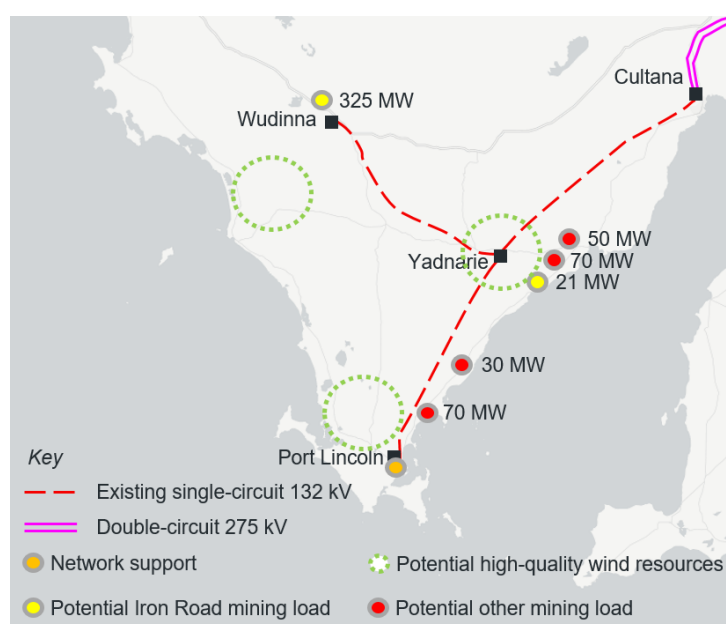 Cultana
325 MW
Wudinna
50 MW
Yadnarie
70 MW
21 MW
30 MW
70 MW
Port Lincoln
Key
Existing single-circuit 132 kV
Double-circuit 275 kV
Network support
Potential high-quality wind resources
Potential Iron Road mining load
Potential other mining load